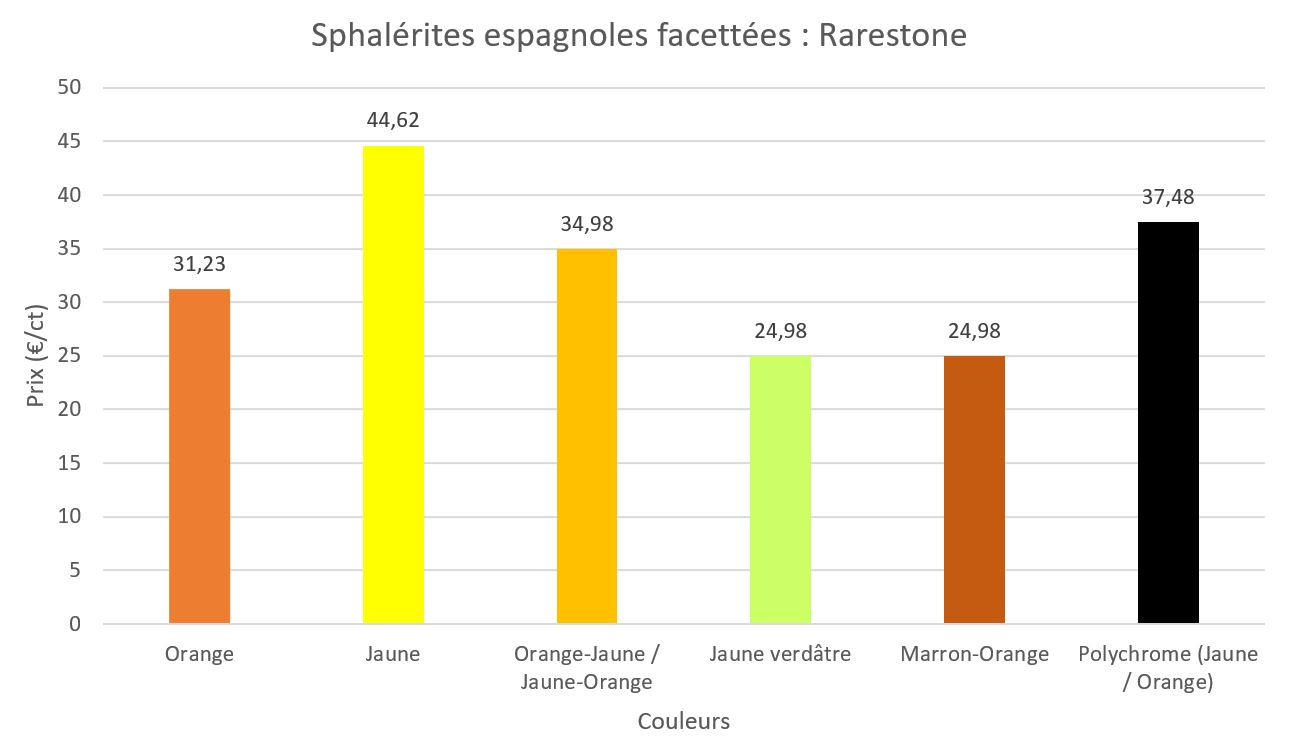 Sphalérites espagnoles facettées : Rarestone
50
45
40
35
30
25
20
15
10
5
0
Prix (€/ct)
31,23
44,62
34,98
24,98
24,98
37,48
Orange
Jaune
Orange-Jaune /
Jaune-Orange
Jaune verdâtre
Marron-Orange
Polychrome (Jaune
/ Orange)
Couleurs